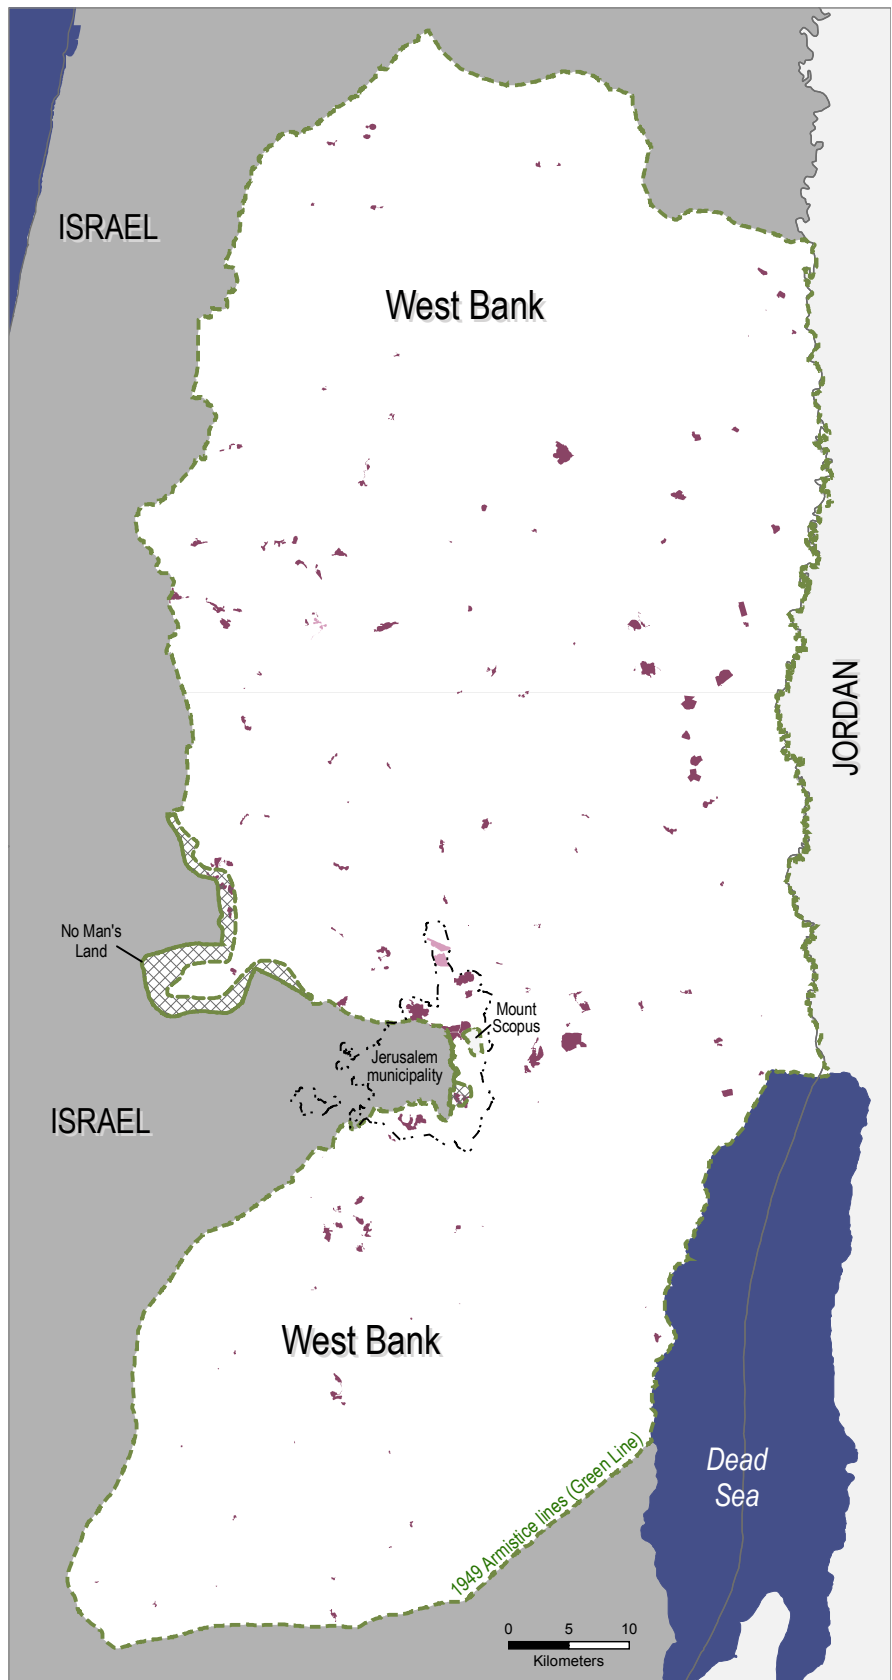 ISRAEL
West Bank
JORDAN
No Man's
Land
Mount
Scopus
Jerusalem
municipality
ISRAEL
West Bank
1949 Armistice lines (Green Line)
Dead
Sea
0 5 10
Kilometers